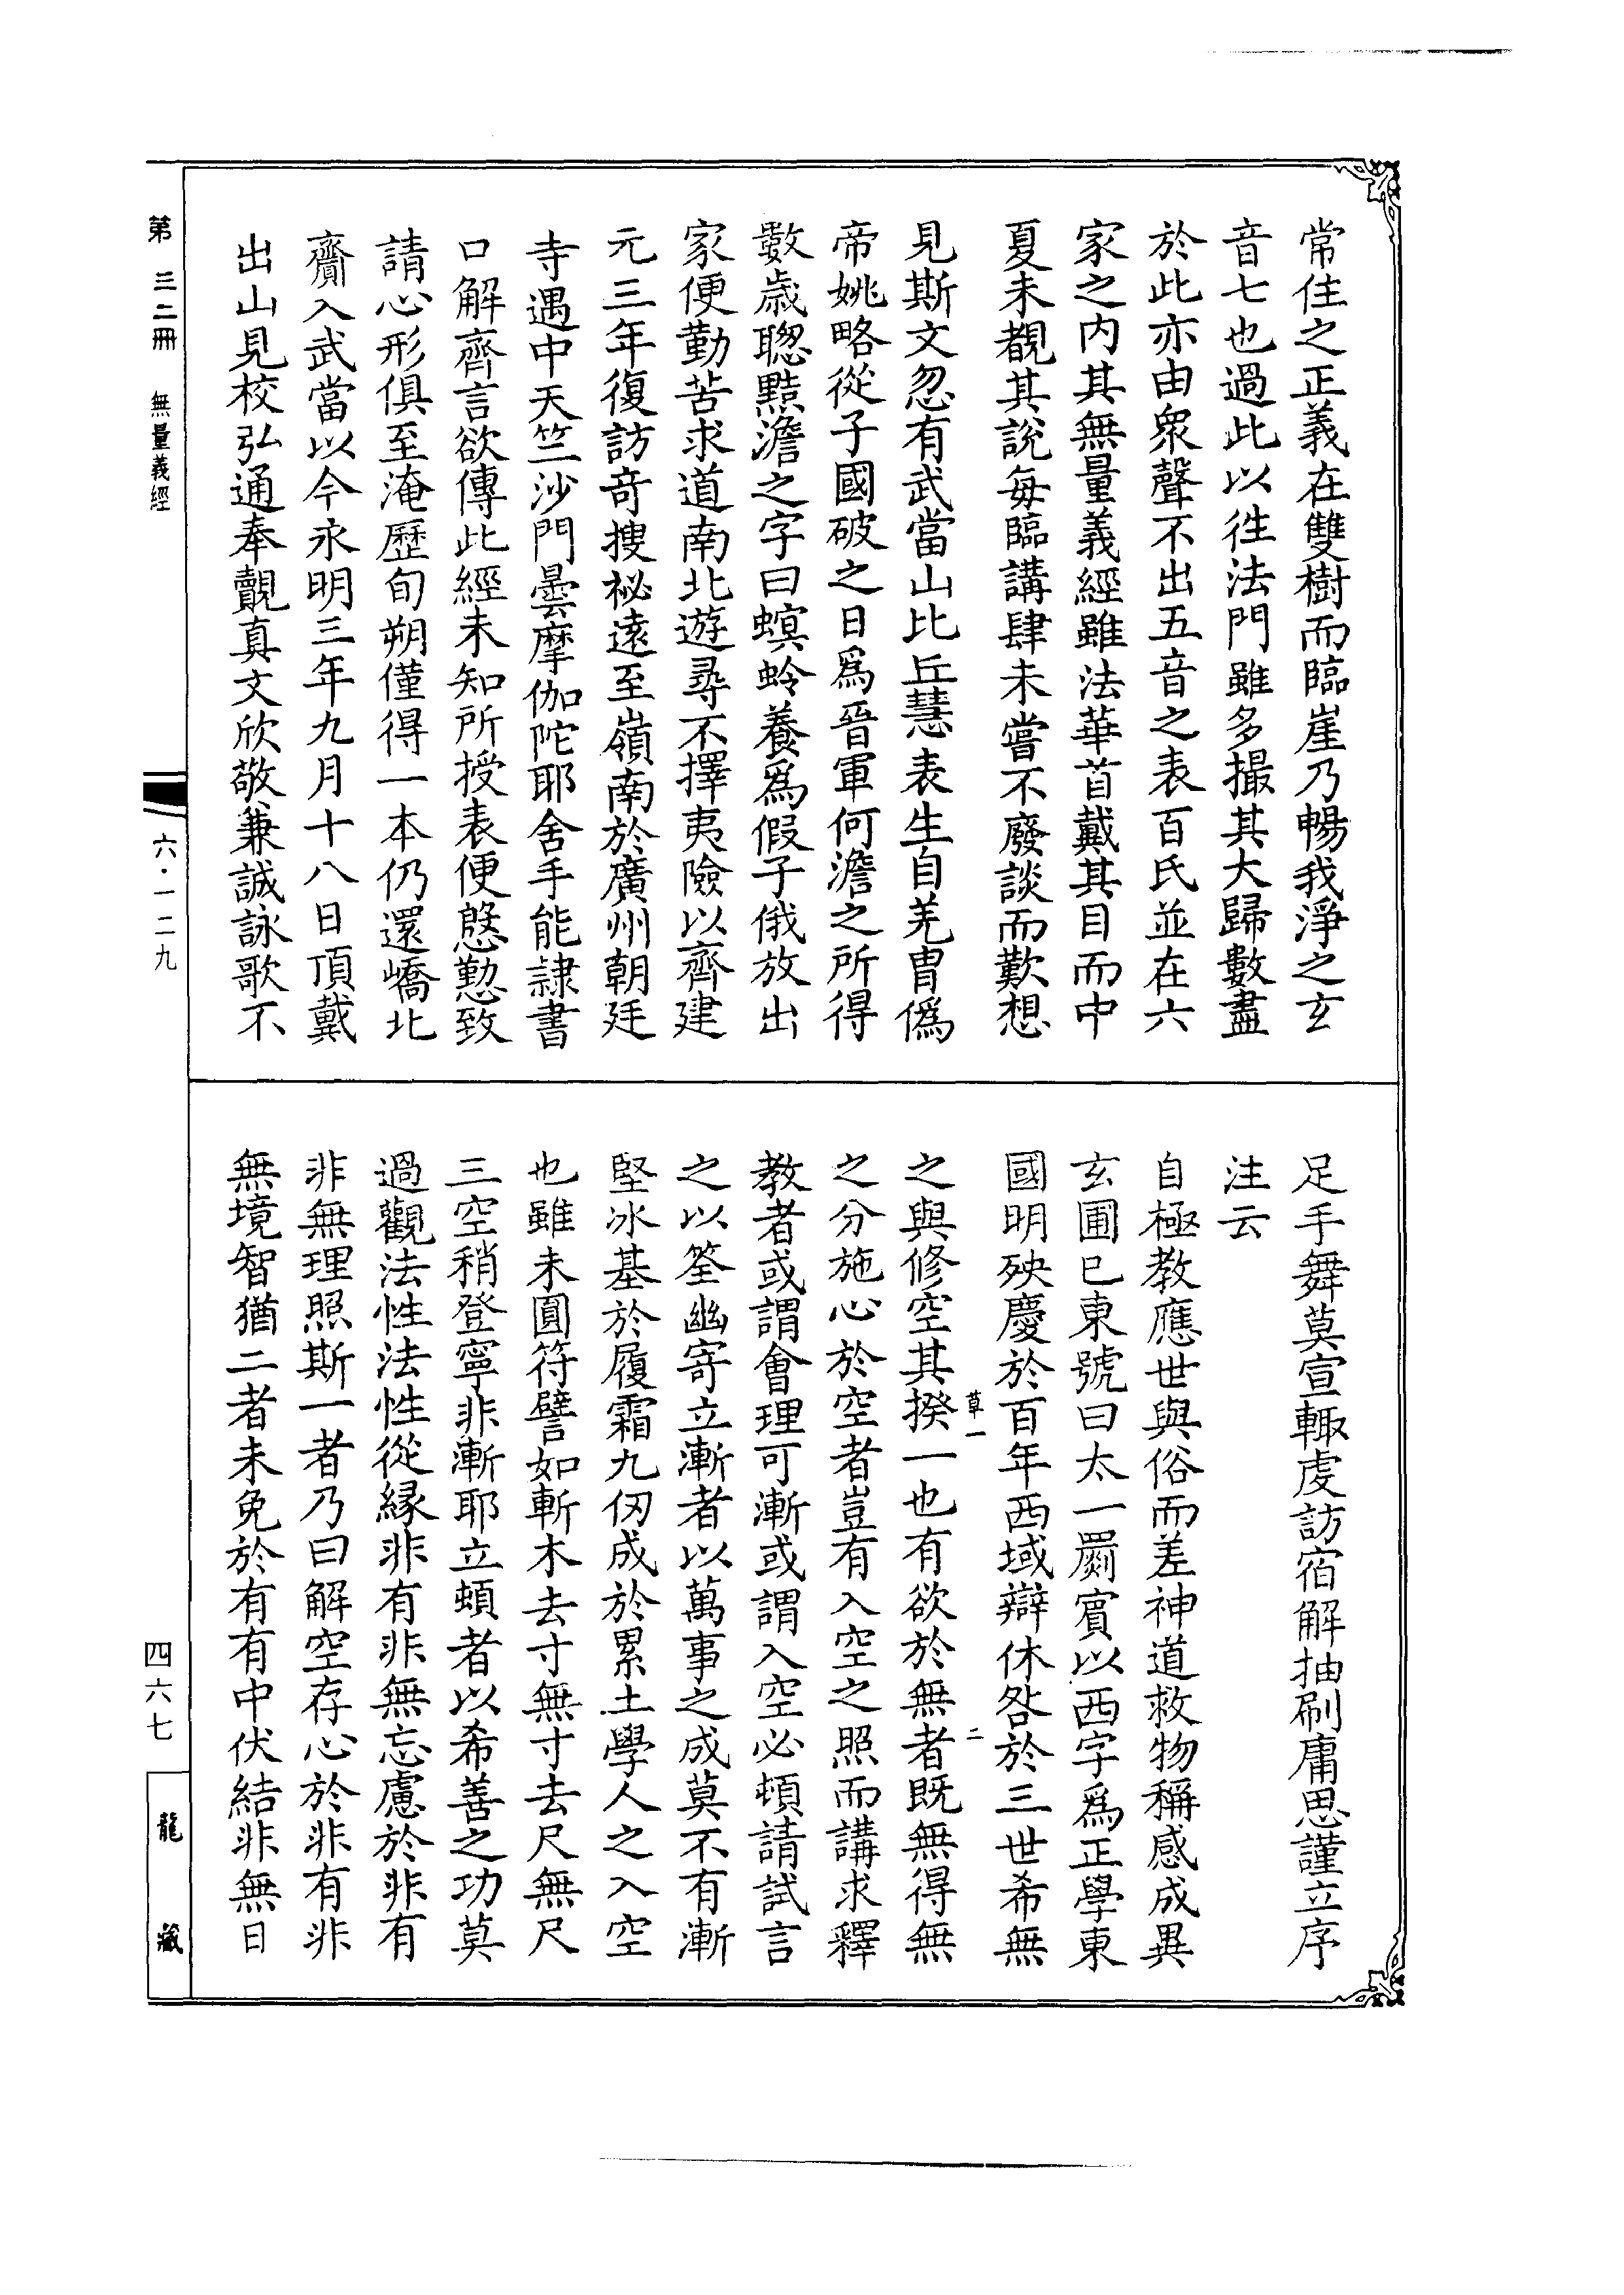 常住之正義在雙樹而臨崖乃暢我淨之玄
音七也過此以徃法門雖多撮其大歸數盡
於此亦由衆聲不出五音之表百氏並在六
家之內其無量義經雖法華首戴其目而中
夏未覩其說每臨講肆未嘗不廢談而歎想
見斯文忽有武當山比丘慧表生自羌胄僞
帝姚略從子國破之日爲晉軍何澹之所得
數歲聰黠澹之字曰螟蛉養爲假子俄放出
家便勤苦求道南北遊尋不擇夷險以齊建
元三年復訪奇搜祕遠至嶺南於廣州朝廷
寺遇中天竺沙門曇摩伽陀耶舍手能隸書
口解齊言欲傳此經未知所授表便慇懃致
請心形俱至淹歷旬朔僅得一本仍還嶠北
齎入武當以今永明三年九月十八日頂戴
出山見校弘通奉覿真文欣敬兼誠詠歌不
足手舞莫宣輒虔訪宿解抽刷庸思謹立序
注云
自極教應世與俗而差神道救物稱感成異
玄圃巳東號曰太一罽賓以西字爲正學東
國明殃慶於百年西域辯休咎於三世希無
草一 二
之與修空其揆一也有欲於無者既無得無
之分施心於空者豈有入空之照而講求釋
教者或謂會理可漸或謂入空必頓請試言
之以筌幽寄立漸者以萬事之成莫不有漸
堅冰基於履霜九仞成於累土學人之入空
也雖未圓符譬如斬木去寸無寸去尺無尺
三空稍登寧非漸耶立頓者以希善之功莫
過觀法性法性從緣非有非無忘慮於非有
非無理照斯一者乃曰解空存心於非有非
無境智猶二者未免於有有中伏結非無日
第三二冊 無量義經
六·一二九
四六七
龍藏